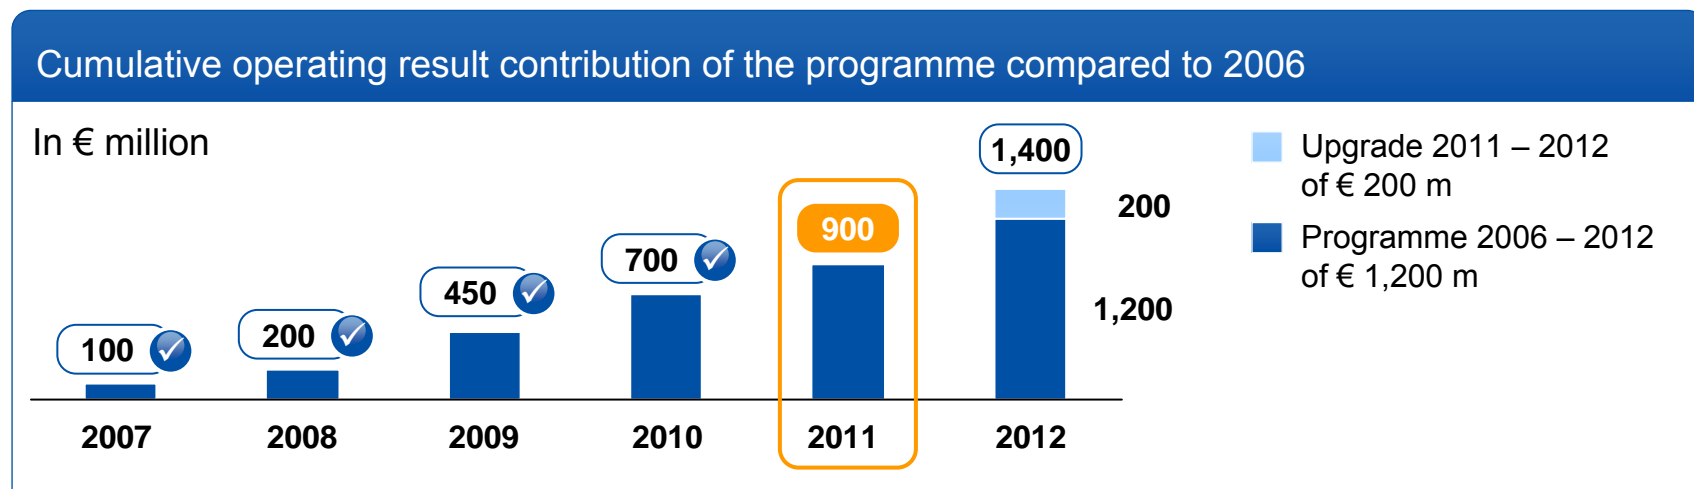 Cumulative operating result contribution of the programme compared to 2006
In € million
100
200
450
700
900
1,400
200
1,200
2007 2008 2009 2010 2011 2012
Upgrade 2011 – 2012
of € 200 m
Programme 2006 – 2012
of € 1,200 m